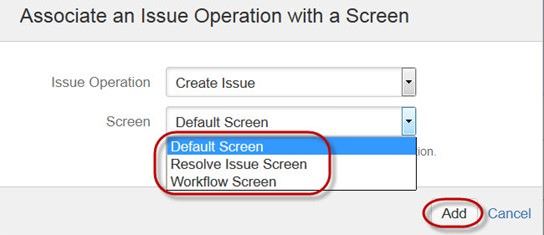 Associate an Issue Operation with a Screen
Issue Operation Create Issue
Screen Default Screen
Default Screen
ion.
Resolve Issue Screen
Workflow Screen
Add Cancel